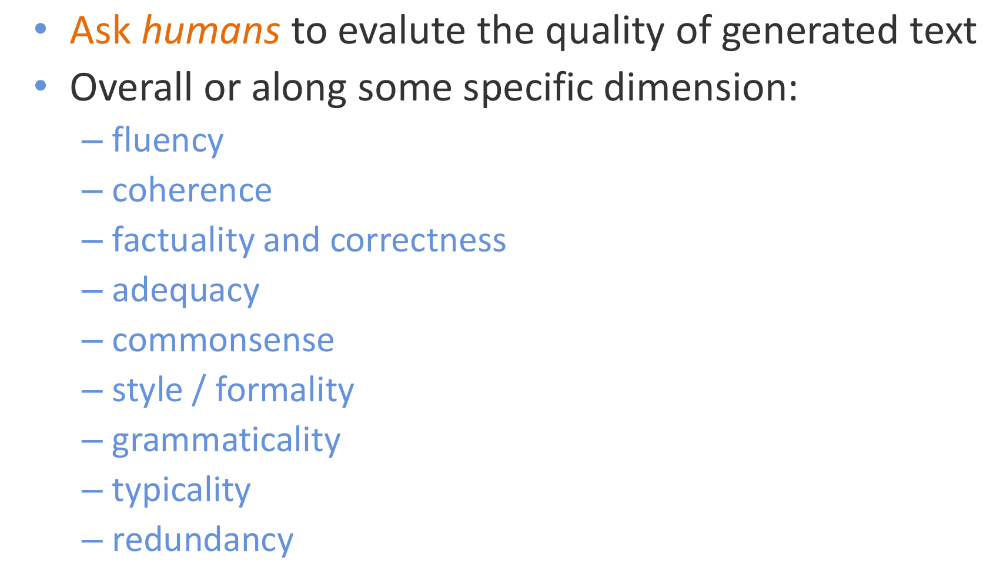 • Ask humans to evalute the quality of generated text
• Overall or along some specific dimension:
– fluency
– coherence
– factuality and correctness
– adequacy
– commonsense
– style / formality
– grammaticality
– typicality
– redundancy